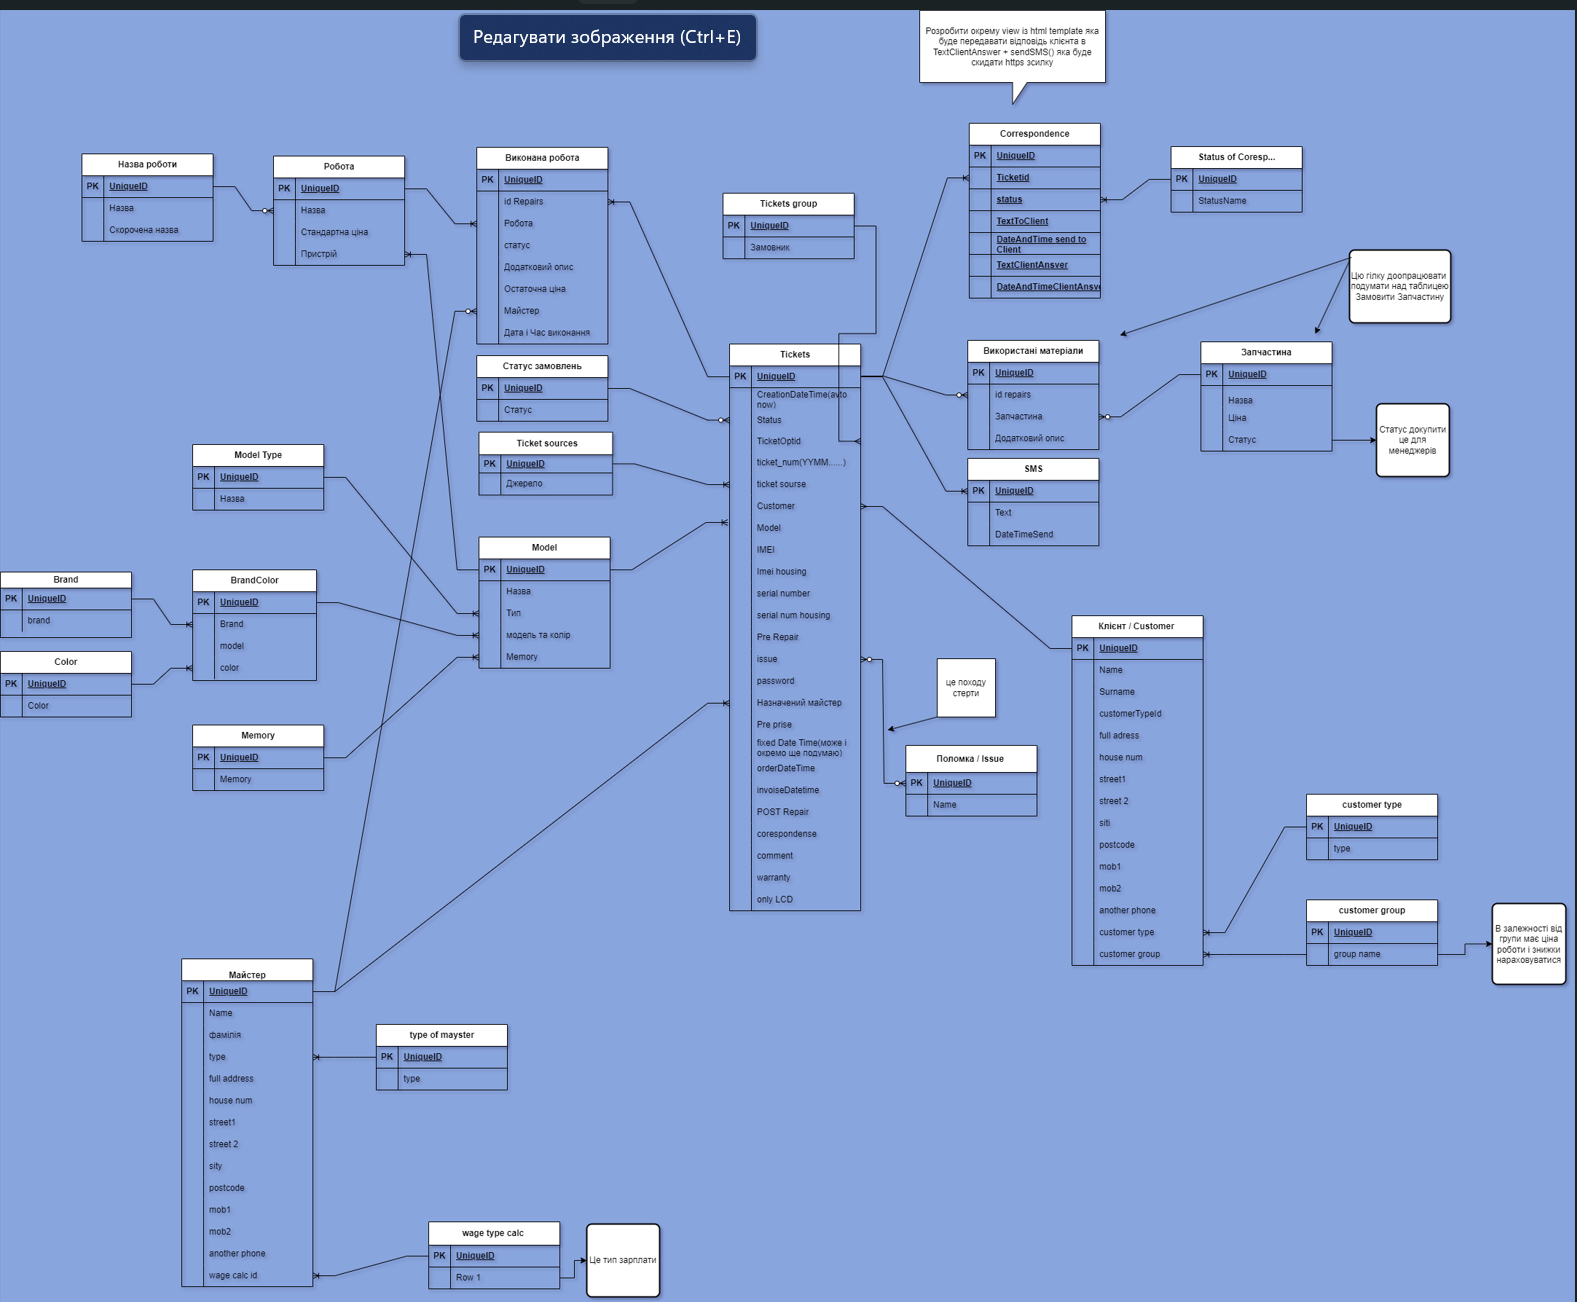 Редагувати зображення (Ctrl+E)
Розробити окрему view is html template яка
буде передавати відповідь клієнта в
TextClientAnswer + sendSMS() яка буде
скидати https зсилку
Назва роботи
PK UniqueID
Назва
Скорочена назва
Робота
PK UniqueID
Назва
Стандартна ціна
Пристрій
Виконана робота
PK UniqueID
id Repairs
Робота
статус
Додатковий опис
Остаточна ціна
Майстер
Дата і Час виконання
Tickets group
PK UniqueID
Замовник
Correspondence
PK UniqueID
Ticketid
status
TextToClient
DateAndTime send to
Client
TextClientAnsver
DateAndTimeClientAnsv
Status of Coresp...
PK UniqueID
StatusName
Цю гілку доопрацювати
подумати над таблицею
Замовити Запчастину
Статус замовлень
PK UniqueID
Статус
Ticket sources
PK UniqueID
Джерело
Tickets
PK UniqueID
CreationDateTime(avto
now)
Status
TicketOptid
ticket_num(YYMM......)
ticket sourse
Customer
Model
IMEI
Imei housing
serial number
serial num housing
Pre Repair
issue
password
Назначений майстер
Pre prise
fixed Date Time(може і
окремо ще подумаю)
orderDateTime
invoiseDatetime
POST Repair
corespondense
comment
warranty
only LCD
Використані матеріали
PK UniqueID
id repairs
Запчастина
Додатковий опис
Запчастина
PK UniqueID
Назва
Ціна
Статус
Статус докупити
це для
менеджерів
SMS
PK UniqueID
Text
DateTimeSend
Model Type
PK UniqueID
Назва
Model
PK UniqueID
Назва
Тип
модель та колір
Memory
Brand
PK UniqueID
brand
BrandColor
PK UniqueID
Brand
model
color
Color
PK UniqueID
Color
Memory
PK UniqueID
Memory
це походу
стерти
Поломка / Issue
PK UniqueID
Name
Клієнт / Customer
PK UniqueID
Name
Surname
customerTypeId
full adress
house num
street1
street 2
siti
postcode
mob1
mob2
another phone
customer type
customer group
customer type
PK UniqueID
type
customer group
PK UniqueID
group name
В залежності від
групи має ціна
роботи і знижки
нараховуватися
Майстер
PK UniqueID
Name
фамілія
type
full address
house num
street1
street 2
sity
postcode
mob1
mob2
another phone
wage calc id
type of mayster
PK UniqueID
type
wage type calc
PK UniqueID
Row 1
Це тип зарплати